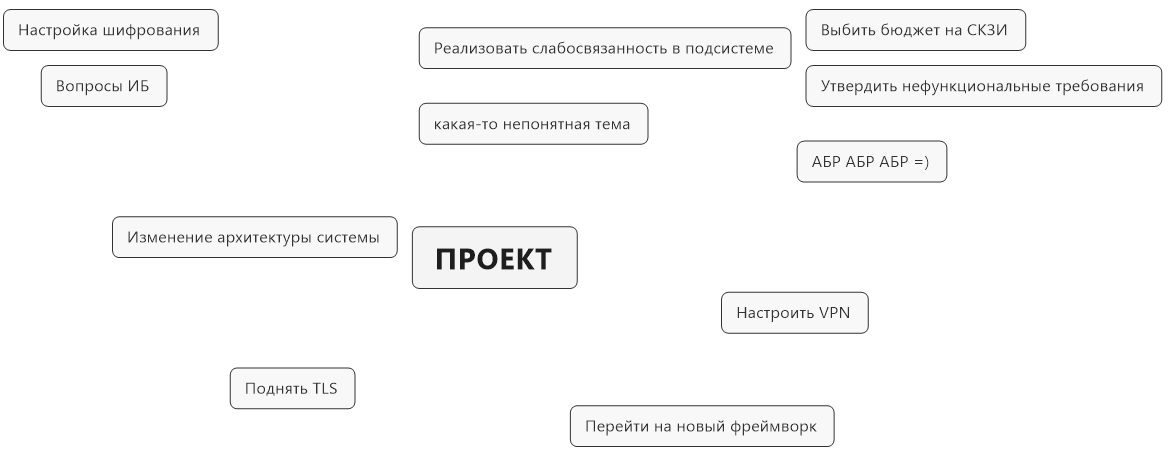 Настройка шифрования
Реализовать слабосвязанность в подсистеме
Выбить бюджет на СКЗИ
Вопросы ИБ
Утвердить нефункциональные требования
какая-то непонятная тема
АБР АБР АБР =)
Изменение архитектуры системы
ПРОЕКТ
Настроить VPN
Поднять TLS
Перейти на новый фреймворк